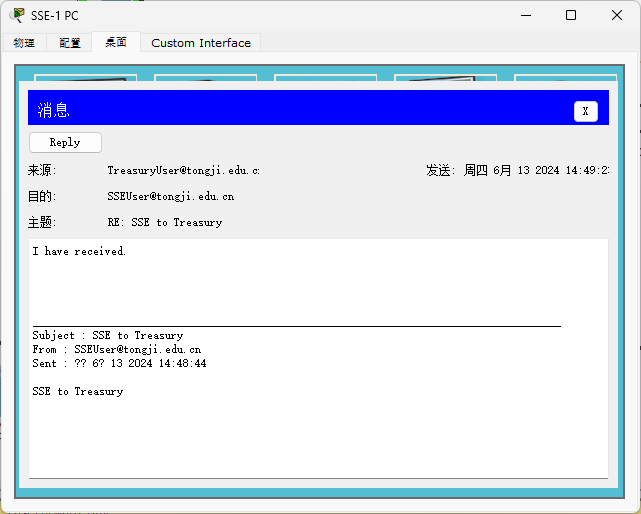 SSE-1 PC
物理 配置 桌面 Custom Interface
消息 X
Reply
来源: TreasuryUser@tongji.edu.c 发送: 周四 6月 13 2024 14:49:23
目的: SSEUser@tongji.edu.cn
主题: RE: SSE to Treasury
I have received.
Subject : SSE to Treasury
From : SSEUser@tongji.edu.cn
Sent : ?? 6? 13 2024 14:48:44
SSE to Treasury